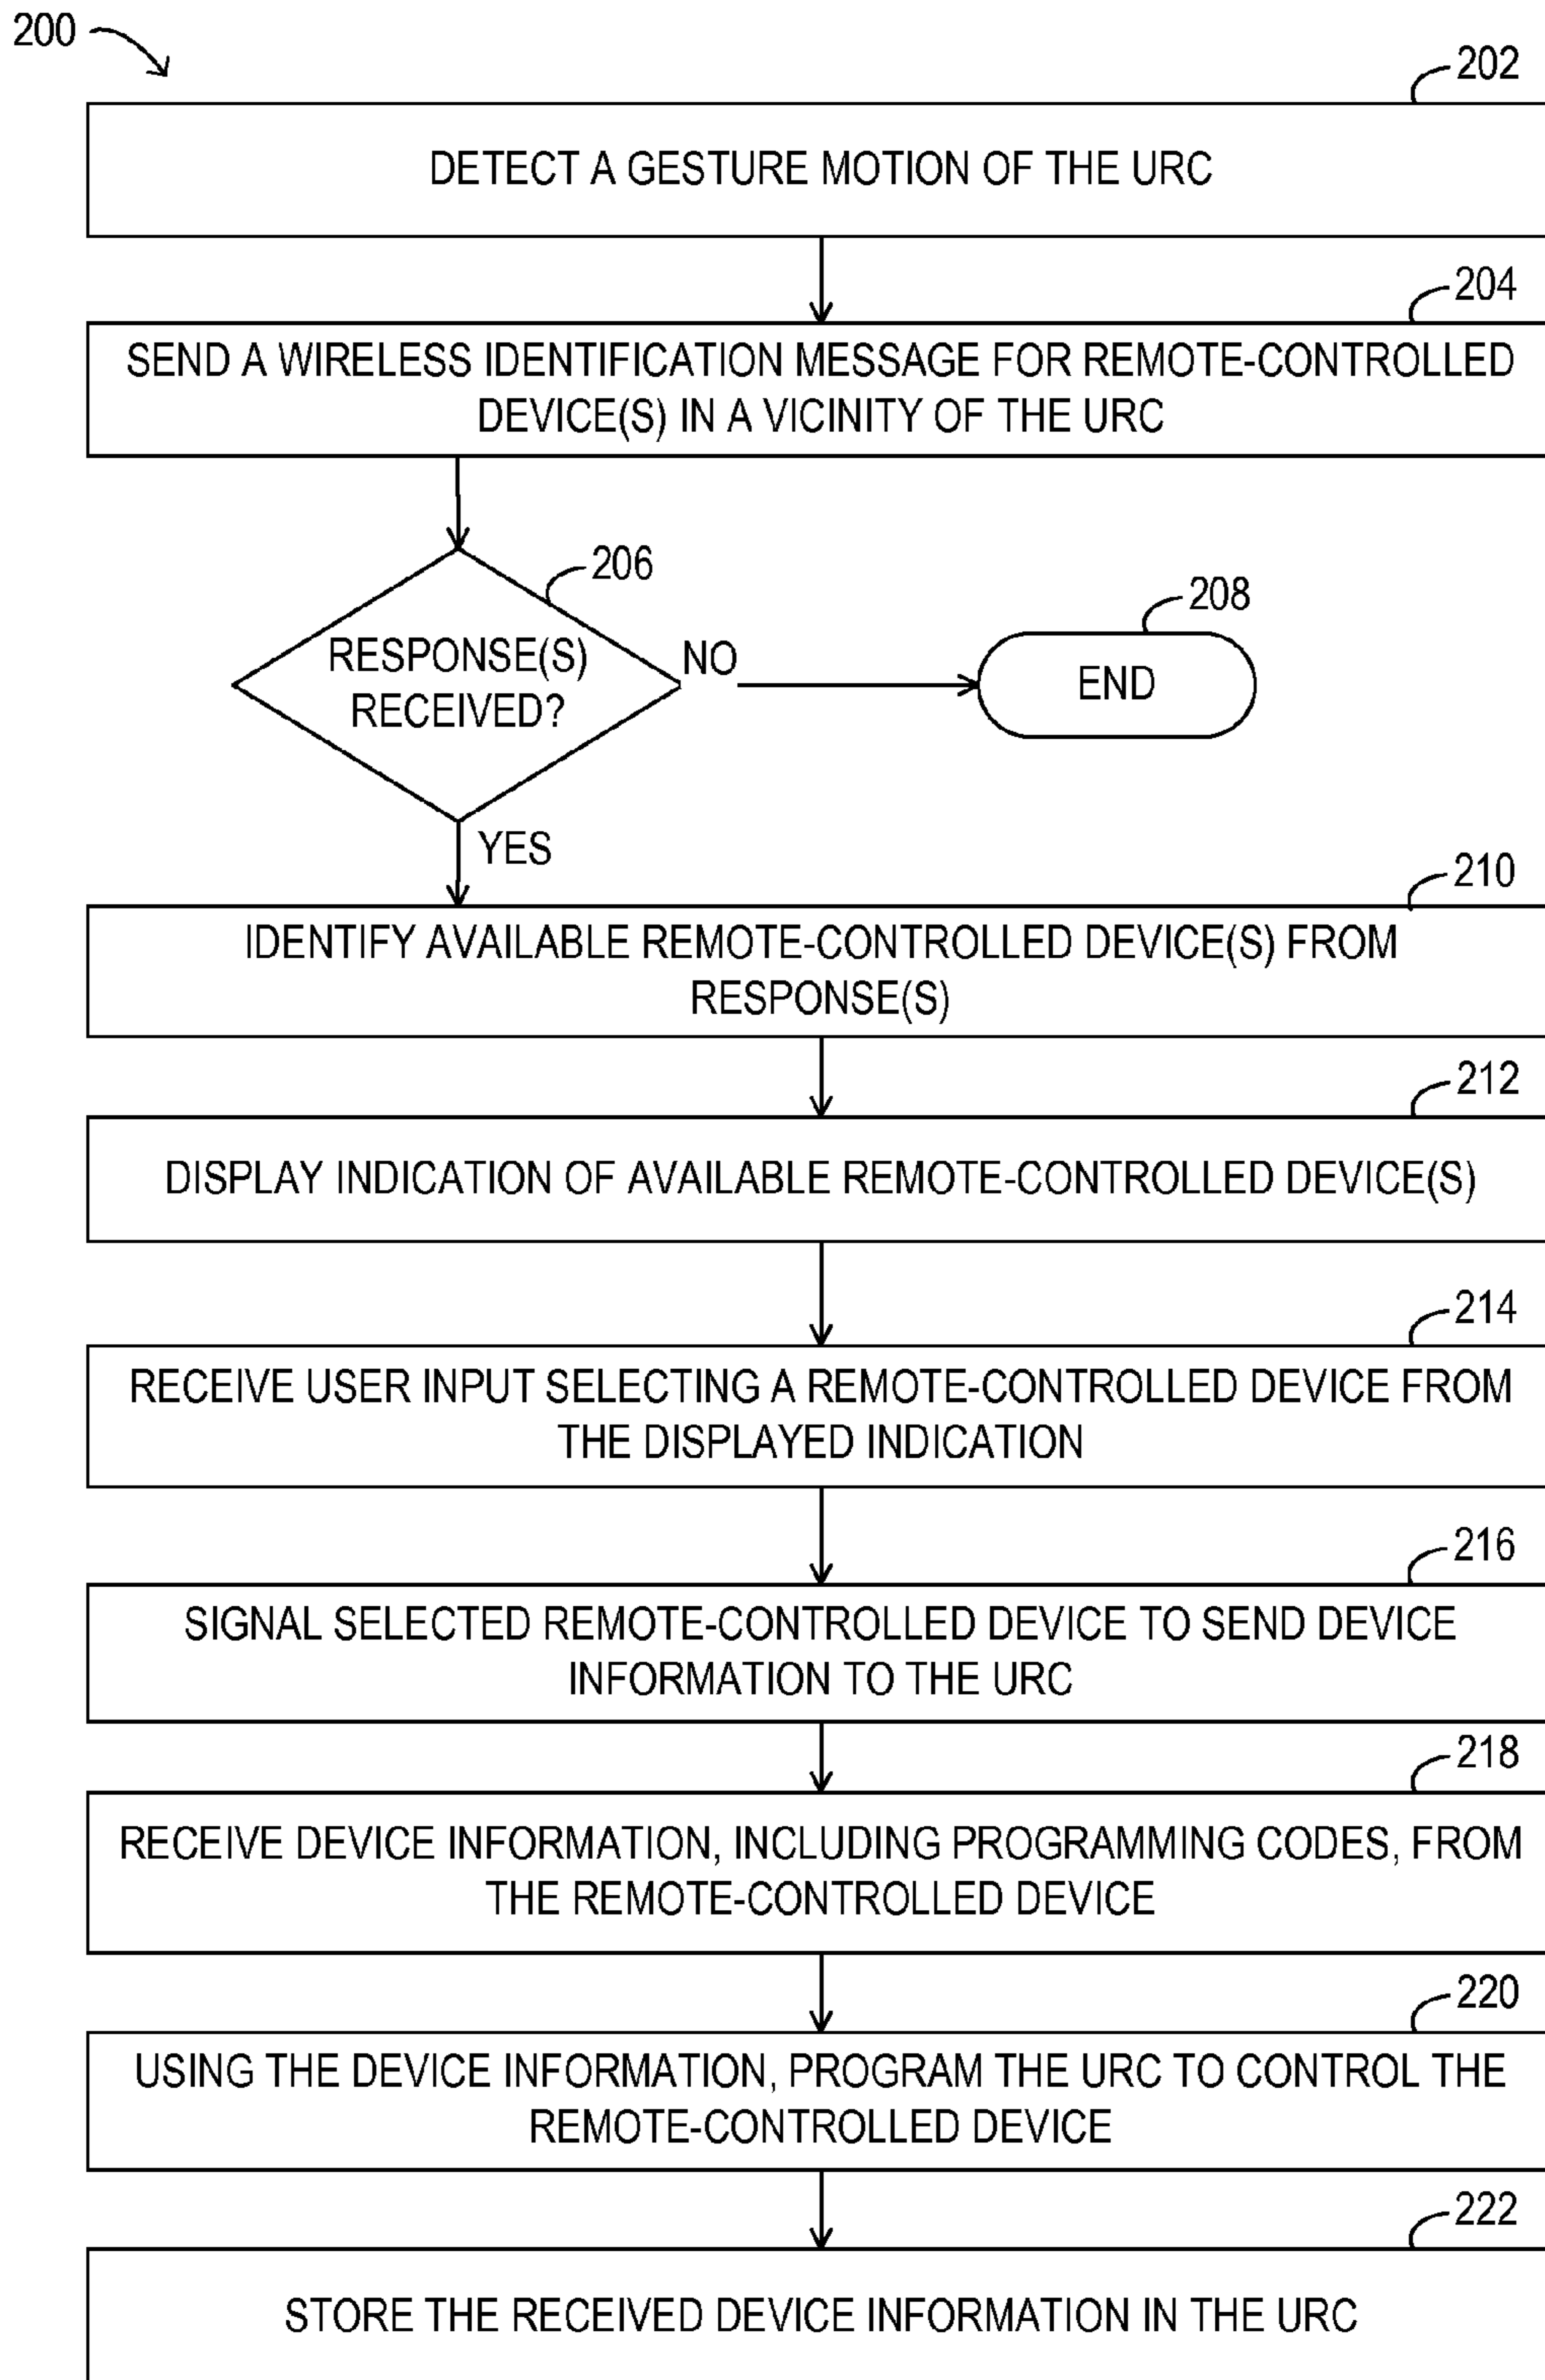 200
202
DETECT A GESTURE MOTION OF THE URC
204
SEND A WIRELESS IDENTIFICATION MESSAGE FOR REMOTE-CONTROLLED
DEVICE(S) IN A VICINITY OF THE URC
206
RESPONSE(S)
RECEIVED?
NO
208
END
YES
210
IDENTIFY AVAILABLE REMOTE-CONTROLLED DEVICE(S) FROM
RESPONSE(S)
212
DISPLAY INDICATION OF AVAILABLE REMOTE-CONTROLLED DEVICE(S)
214
RECEIVE USER INPUT SELECTING A REMOTE-CONTROLLED DEVICE FROM
THE DISPLAYED INDICATION
216
SIGNAL SELECTED REMOTE-CONTROLLED DEVICE TO SEND DEVICE
INFORMATION TO THE URC
218
RECEIVE DEVICE INFORMATION, INCLUDING PROGRAMMING CODES, FROM
THE REMOTE-CONTROLLED DEVICE
220
USING THE DEVICE INFORMATION, PROGRAM THE URC TO CONTROL THE
REMOTE-CONTROLLED DEVICE
222
STORE THE RECEIVED DEVICE INFORMATION IN THE URC